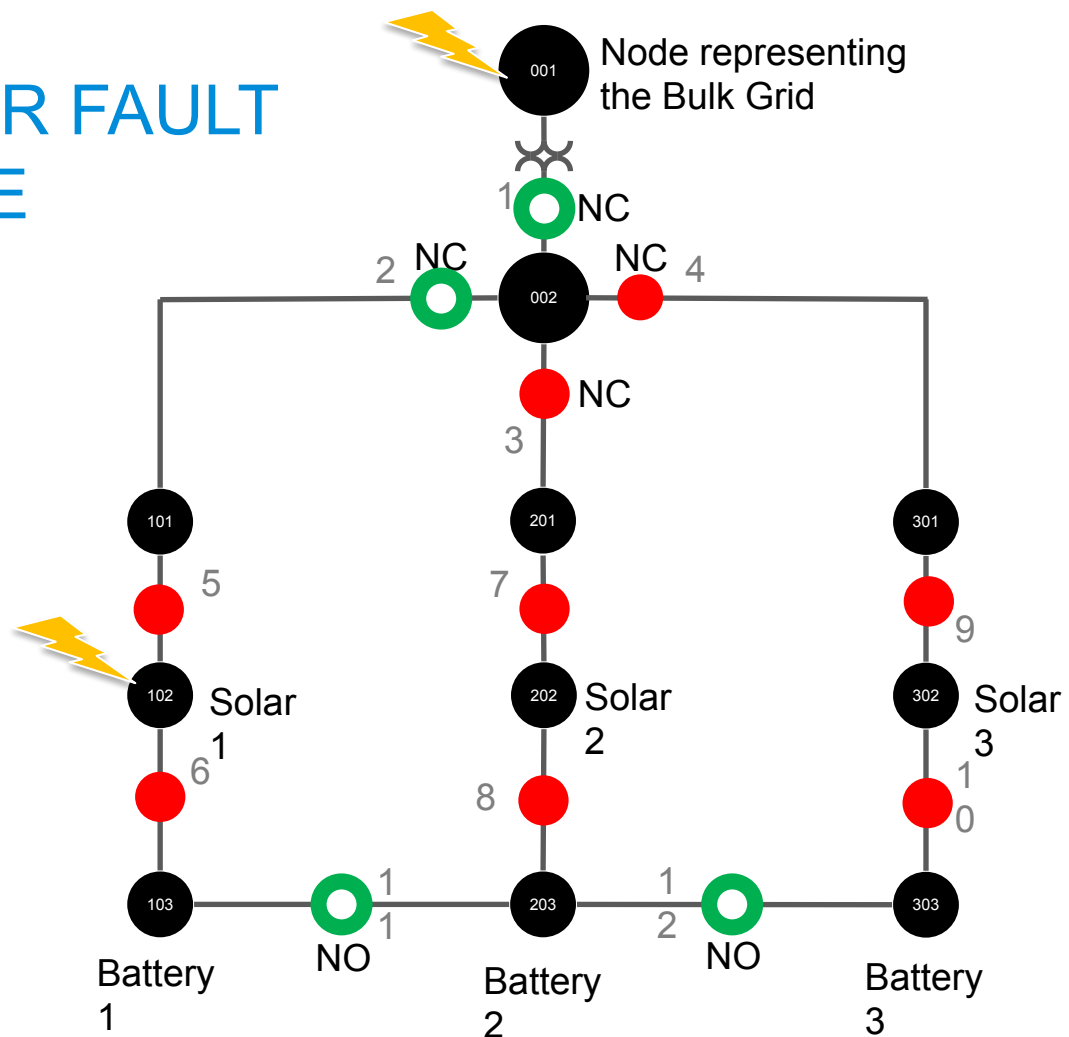 R FAULT
E
001
Node representing
the Bulk Grid
1
NC
2
NC
002
NC
4
NC
3
101
201
301
5
7
9
102
Solar
1
202
Solar
2
302
Solar
3
6
8
1
0
103
1
1
NO
203
1
2
NO
303
Battery
1
Battery
2
Battery
3